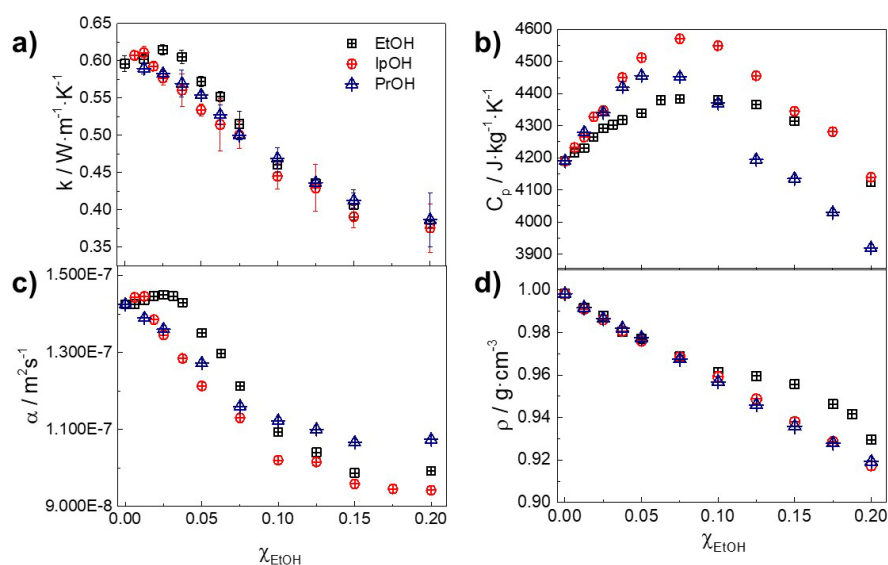 a)
k / W·m⁻¹·K⁻¹
0.65
0.60
0.55
0.50
0.45
0.40
0.35
EtOH
IpOH
PrOH
b)
Cₚ / J·kg⁻¹·K⁻¹
4600
4500
4400
4300
4200
4100
4000
3900
c)
α / m²s⁻¹
1.500E-7
1.300E-7
1.100E-7
9.000E-8
0.00
0.05
0.10
0.15
0.20
χEtOH
d)
ρ / g·cm⁻³
1.00
0.98
0.96
0.94
0.92
0.90
0.00
0.05
0.10
0.15
0.20
χEtOH